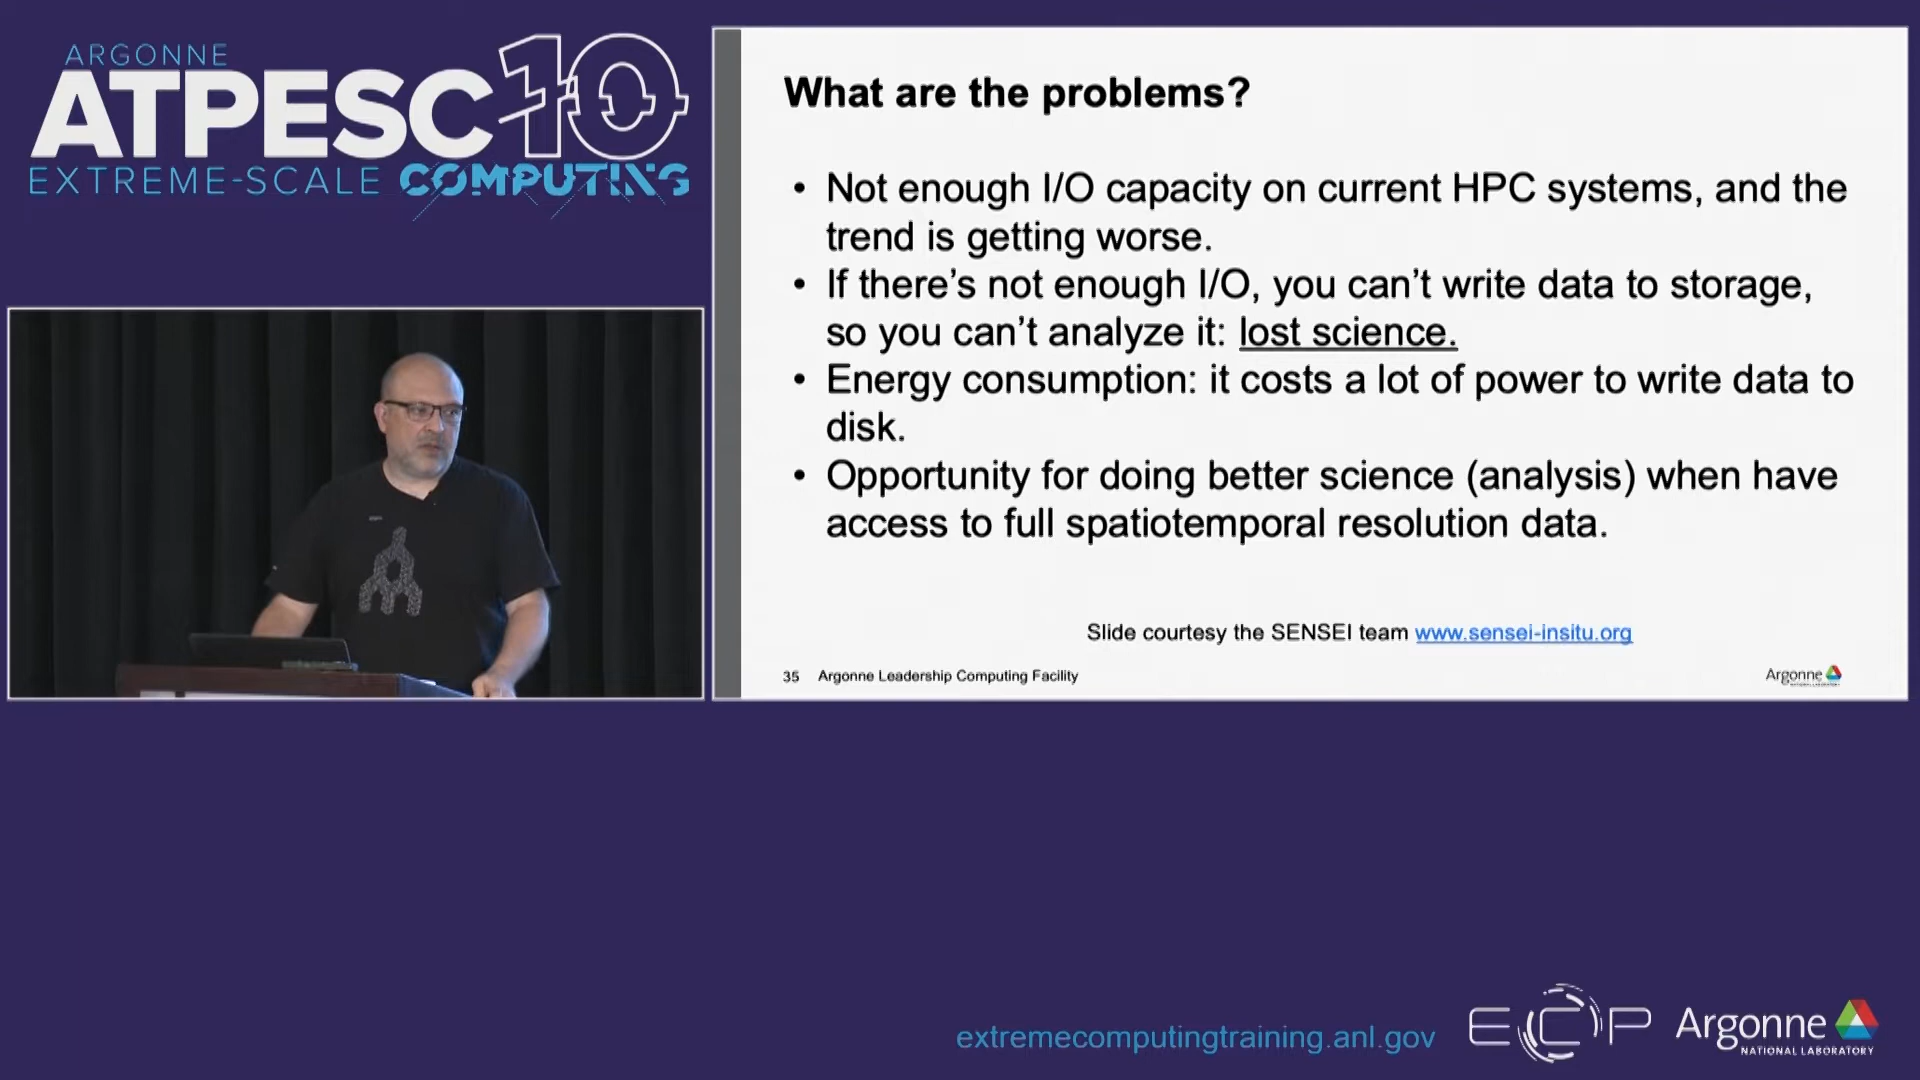 ARGONNE
ATPESC10
EXTREME-SCALE COMPUTING
What are the problems?
• Not enough I/O capacity on current HPC systems, and the
trend is getting worse.
• If there's not enough I/O, you can't write data to storage,
so you can't analyze it: lost science.
• Energy consumption: it costs a lot of power to write data to
disk.
• Opportunity for doing better science (analysis) when have
access to full spatiotemporal resolution data.
Slide courtesy the SENSEI team www.sensei-insitu.org
35 Argonne Leadership Computing Facility
Argonne
NATIONAL LABORATORY
extremecomputingtraining.anl.gov
ECP
Argonne
NATIONAL LABORATORY